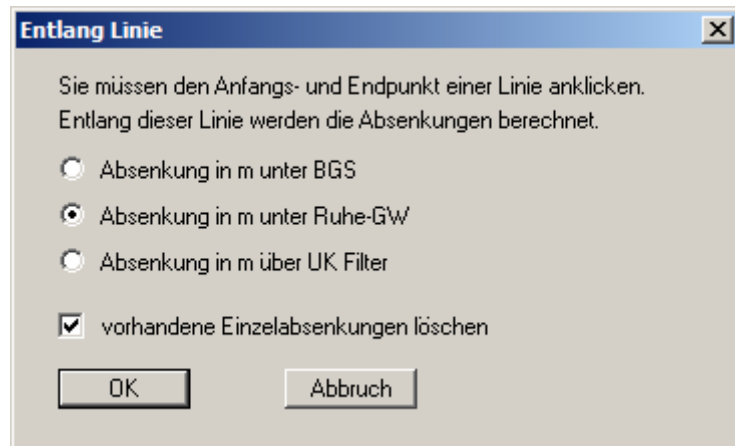 Entlang Linie
Sie müssen den Anfangs- und Endpunkt einer Linie anklicken.
Entlang dieser Linie werden die Absenkungen berechnet.
Absenkung in m unter BGS
Absenkung in m unter Ruhe-GW
Absenkung in m über UK Filter
vorhandene Einzelabsenkungen löschen
OK Abbruch